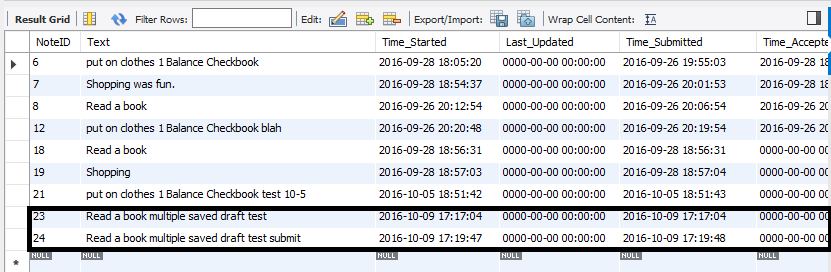 Result Grid Filter Rows: Edit: Export/Import: Wrap Cell Content:
NoteID Text Time_Started Last_Updated Time_Submitted Time_Accepte
6 put on clothes 1 Balance Checkbook 2016-09-28 18:05:20 0000-00-00 00:00:00 2016-09-26 19:55:03 2016-09-28 18
7 Shopping was fun. 2016-09-28 18:54:37 0000-00-00 00:00:00 2016-09-26 20:01:53 2016-09-28 18
8 Read a book 2016-09-26 20:12:54 0000-00-00 00:00:00 2016-09-26 20:06:54 2016-09-26 20
12 put on clothes 1 Balance Checkbook blah 2016-09-26 20:20:48 0000-00-00 00:00:00 2016-09-26 20:19:54 2016-09-26 20
18 Read a book 2016-09-28 18:56:31 0000-00-00 00:00:00 2016-09-28 18:56:31 0000-00-00 00
19 Shopping 2016-09-28 18:57:03 0000-00-00 00:00:00 2016-09-28 18:57:04 0000-00-00 00
21 put on clothes 1 Balance Checkbook test 10-5 2016-10-05 18:51:42 0000-00-00 00:00:00 2016-10-05 18:51:43 0000-00-00 00
23 Read a book multiple saved draft test 2016-10-09 17:17:04 0000-00-00 00:00:00 2016-10-09 17:17:04 0000-00-00 00
24 Read a book multiple saved draft test submit 2016-10-09 17:19:47 0000-00-00 00:00:00 2016-10-09 17:19:48 0000-00-00 00
NULL NULL NULL NULL NULL NULL